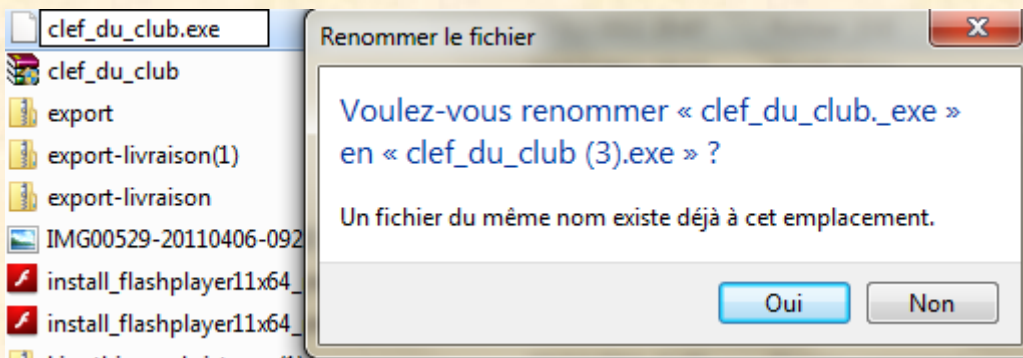 clef_du_club.exe
clef_du_club
export
export-livraison(1)
export-livraison
IMG00529-20110406-092
install_flashplayer11x64_
install_flashplayer11x64_
Renommer le fichier
Voulez-vous renommer « clef_du_club._exe »
en « clef_du_club (3).exe » ?
Un fichier du même nom existe déjà à cet emplacement.
Oui
Non